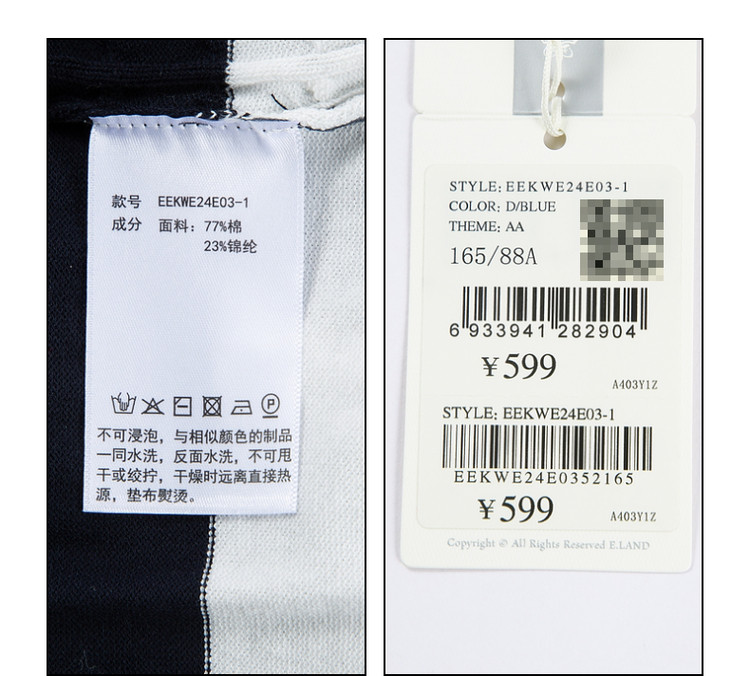 款号 EEKWE24E03-1
成分 面料：77%棉
23%锦纶
不可浸泡，与相似颜色的制品
一同水洗，反面水洗，不可甩
干或绞拧，干燥时远离直接热
源，垫布熨烫。
STYLE: EEKWE24E03-1
COLOR: D/BLUE
THEME: AA
165/88A
6 933941 282904
¥599
A403Y1Z
STYLE: EEKWE24E03-1
EEKWE24E0352165
¥599
A403Y1Z
Copyright © All Rights Reserved E.LAND